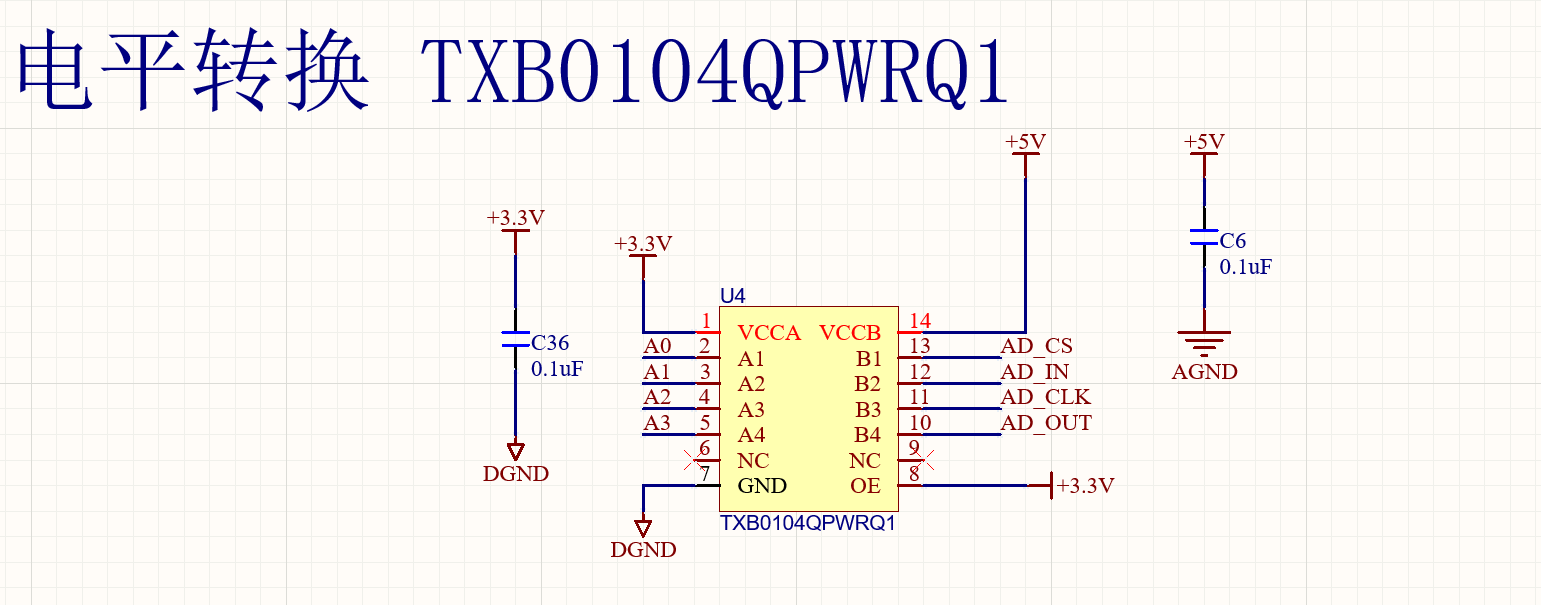 电平转换 TXB0104QPWRQ1
+5V
+5V
+3.3V
+3.3V
C6
0.1uF
C36
0.1uF
U4
1 VCCA VCCB 14
A0 2 A1 B1 13 AD_CS
A1 3 A2 B2 12 AD_IN
A2 4 A3 B3 11 AD_CLK
A3 5 A4 B4 10 AD_OUT
6 NC NC 9
7 GND OE 8 +3.3V
TXB0104QPWRQ1
AGND
DGND
DGND